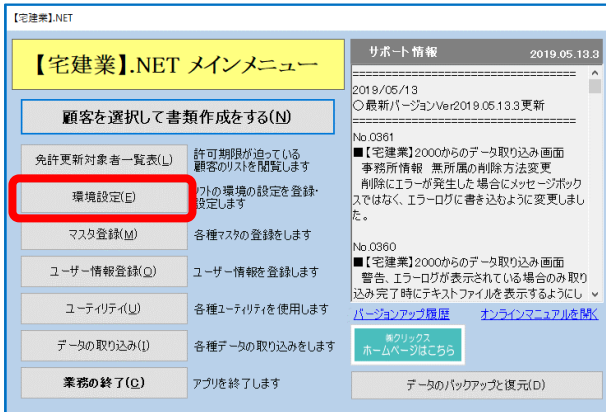 【宅建業】.NET
【宅建業】.NET メインメニュー
顧客を選択して書類作成をする(N)
免許更新対象者一覧表(L)
許可期限が迫っている
顧客のリストを閲覧します
環境設定(E)
ソフトの環境の設定を登録・
設定します
マスタ登録(M)
各種マスタの登録をします
ユーザー情報登録(O)
ユーザー情報を登録します
ユーティリティ(U)
各種ユーティリティを使用します
データの取り込み(I)
各種データの取り込みをします
業務の終了(C)
アプリを終了します
サポート情報
2019.05.13.3
==================================
2019/05/13
○最新バージョンVer2019.05.13.3更新
==================================
No.0361
■【宅建業】2000からのデータ取り込み画面
事務所情報 無所属の削除方法変更
削除にエラーが発生した場合にメッセージボック
スではなく、エラーログに書き込むように変更しまし
た。
No.0360
■【宅建業】2000からのデータ取り込み画面
警告、エラーログが表示されている場合のみ取り
込み完了時にテキストファイルを表示するようにし
バージョンアップ履歴
オンラインマニュアルを開く
㈱クリックス
ホームページはこちら
データのバックアップと復元(D)